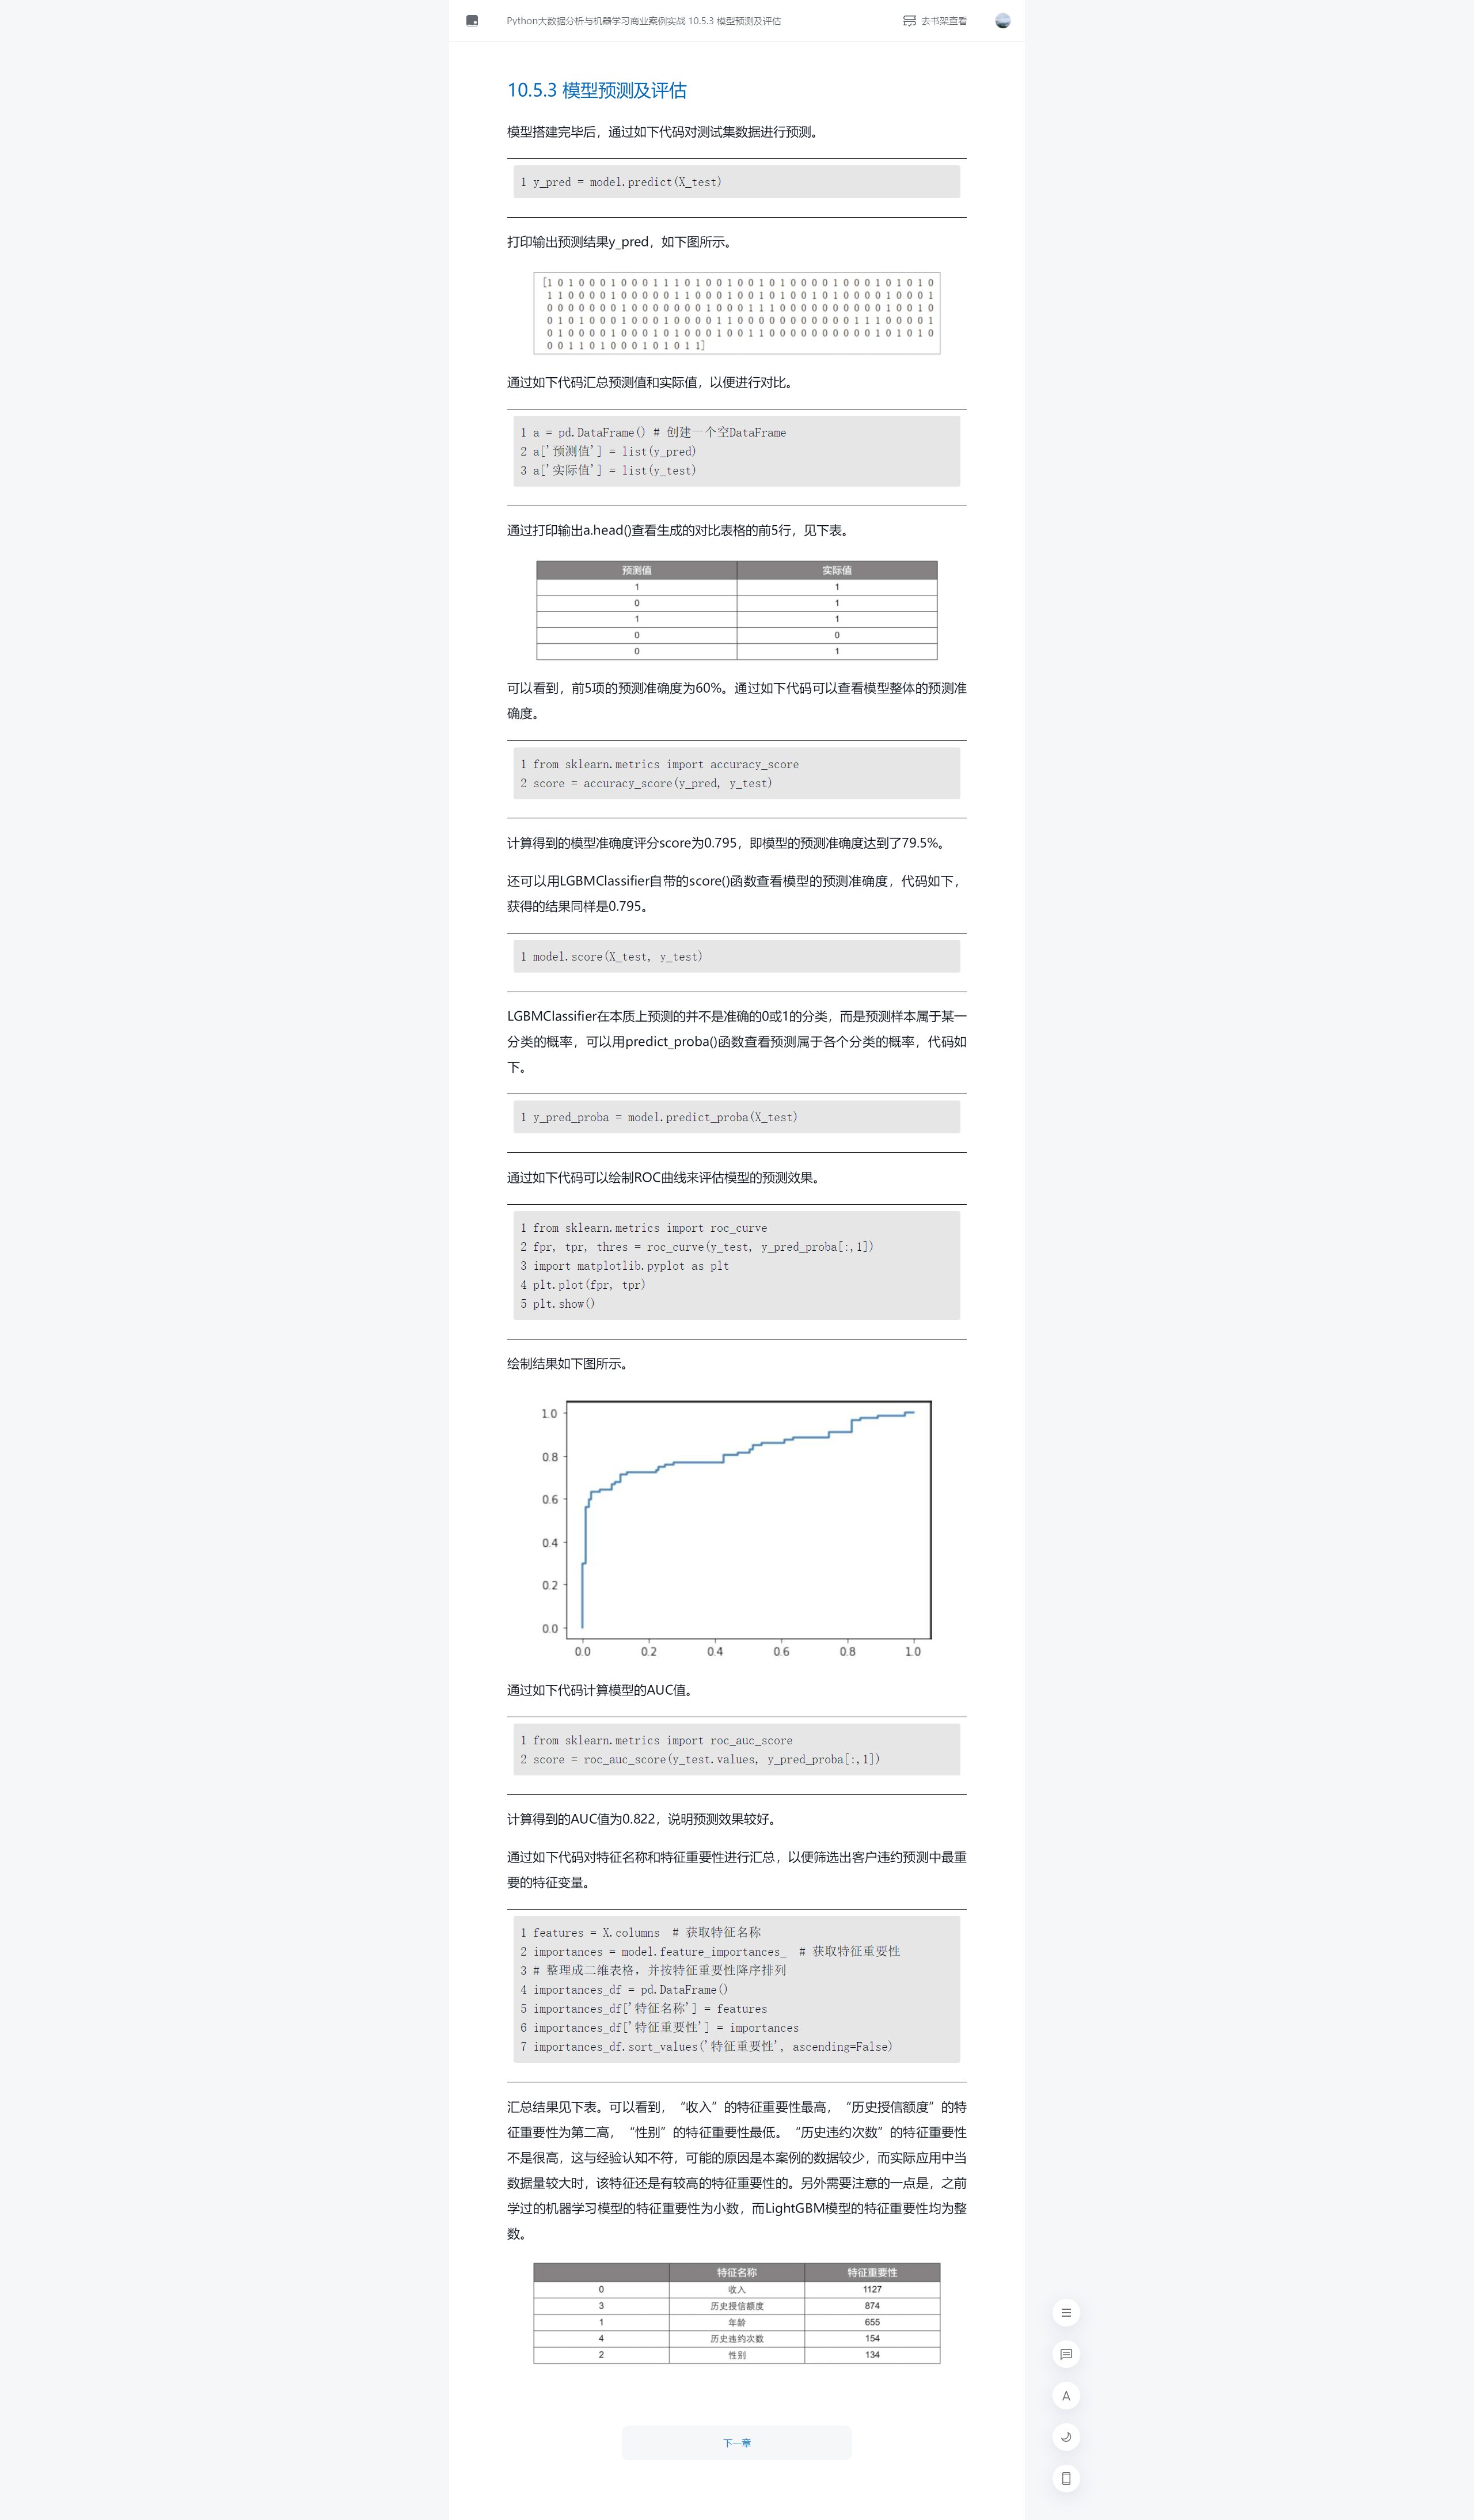 Python大数据分析与机器学习商业案例实战 10.5.3 模型预测及评估
去书架查看
10.5.3 模型预测及评估
模型搭建完毕后，通过如下代码对测试集数据进行预测。
1 y_pred = model.predict(X_test)
打印输出预测结果y_pred，如下图所示。
[1 0 1 0 0 0 1 0 0 0 1 1 1 0 1 0 0 1 0 0 1 0 1 0 0 0 0 1 0 0 0 1 0 1 0 1 0
1 1 0 0 0 0 1 0 0 0 0 0 1 1 0 0 0 1 0 0 1 0 1 0 0 1 0 1 0 0 0 0 1 0 0 0 1
0 0 0 0 0 0 0 1 0 0 0 0 0 0 0 1 0 0 0 1 1 1 0 0 0 0 0 0 0 0 0 0 1 0 0 1 0
0 1 0 1 0 0 0 1 0 0 0 1 0 0 0 0 1 1 0 0 0 0 0 0 0 0 0 0 0 1 1 1 0 0 0 0 1
0 1 0 0 0 0 1 0 0 0 1 0 1 0 0 0 1 0 0 1 1 0 0 0 0 0 0 0 0 0 0 1 0 1 0 1 0
0 0 1 1 0 1 0 0 0 1 0 1 0 1 1]
通过如下代码汇总预测值和实际值，以便进行对比。
1 a = pd.DataFrame() # 创建一个空DataFrame
2 a['预测值'] = list(y_pred)
3 a['实际值'] = list(y_test)
通过打印输出a.head()查看生成的对比表格的前5行，见下表。
预测值 实际值
1 1
0 1
1 1
0 0
0 1
可以看到，前5项的预测准确度为60%。通过如下代码可以查看模型整体的预测准
确度。
1 from sklearn.metrics import accuracy_score
2 score = accuracy_score(y_pred, y_test)
计算得到的模型准确度评分score为0.795，即模型的预测准确度达到了79.5%。
还可以用LGBMClassifier自带的score()函数查看模型的预测准确度，代码如下，
获得的结果同样是0.795。
1 model.score(X_test, y_test)
LGBMClassifier在本质上预测的并不是准确的0或1的分类，而是预测样本属于某一
分类的概率，可以用predict_proba()函数查看预测属于各个分类的概率，代码如
下。
1 y_pred_proba = model.predict_proba(X_test)
通过如下代码可以绘制ROC曲线来评估模型的预测效果。
1 from sklearn.metrics import roc_curve
2 fpr, tpr, thres = roc_curve(y_test, y_pred_proba[:,1])
3 import matplotlib.pyplot as plt
4 plt.plot(fpr, tpr)
5 plt.show()
绘制结果如下图所示。
1.0
0.8
0.6
0.4
0.2
0.0
0.0 0.2 0.4 0.6 0.8 1.0
通过如下代码计算模型的AUC值。
1 from sklearn.metrics import roc_auc_score
2 score = roc_auc_score(y_test.values, y_pred_proba[:,1])
计算得到的AUC值为0.822，说明预测效果较好。
通过如下代码对特征名称和特征重要性进行汇总，以便筛选出客户违约预测中最重
要的特征变量。
1 features = X.columns  # 获取特征名称
2 importances = model.feature_importances_  # 获取特征重要性
3 # 整理成二维表格，并按特征重要性降序排列
4 importances_df = pd.DataFrame()
5 importances_df['特征名称'] = features
6 importances_df['特征重要性'] = importances
7 importances_df.sort_values('特征重要性', ascending=False)
汇总结果见下表。可以看到，“收入”的特征重要性最高，“历史授信额度”的特
征重要性为第二高，“性别”的特征重要性最低。“历史违约次数”的特征重要性
不是很高，这与经验认知不符，可能的原因是本案例的数据较少，而实际应用中当
数据量较大时，该特征还是有较高的特征重要性的。另外需要注意的一点是，之前
学过的机器学习模型的特征重要性为小数，而LightGBM模型的特征重要性均为整
数。
特征名称 特征重要性
0 收入 1127
3 历史授信额度 874
1 年龄 655
4 历史违约次数 154
2 性别 134
下一章
A